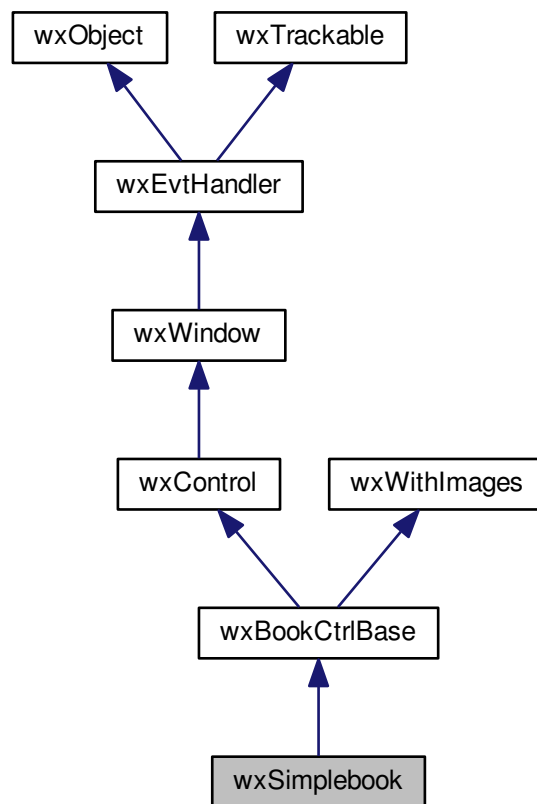 wxObject
wxTrackable
wxEvtHandler
wxWindow
wxControl
wxWithImages
wxBookCtrlBase
wxSimplebook